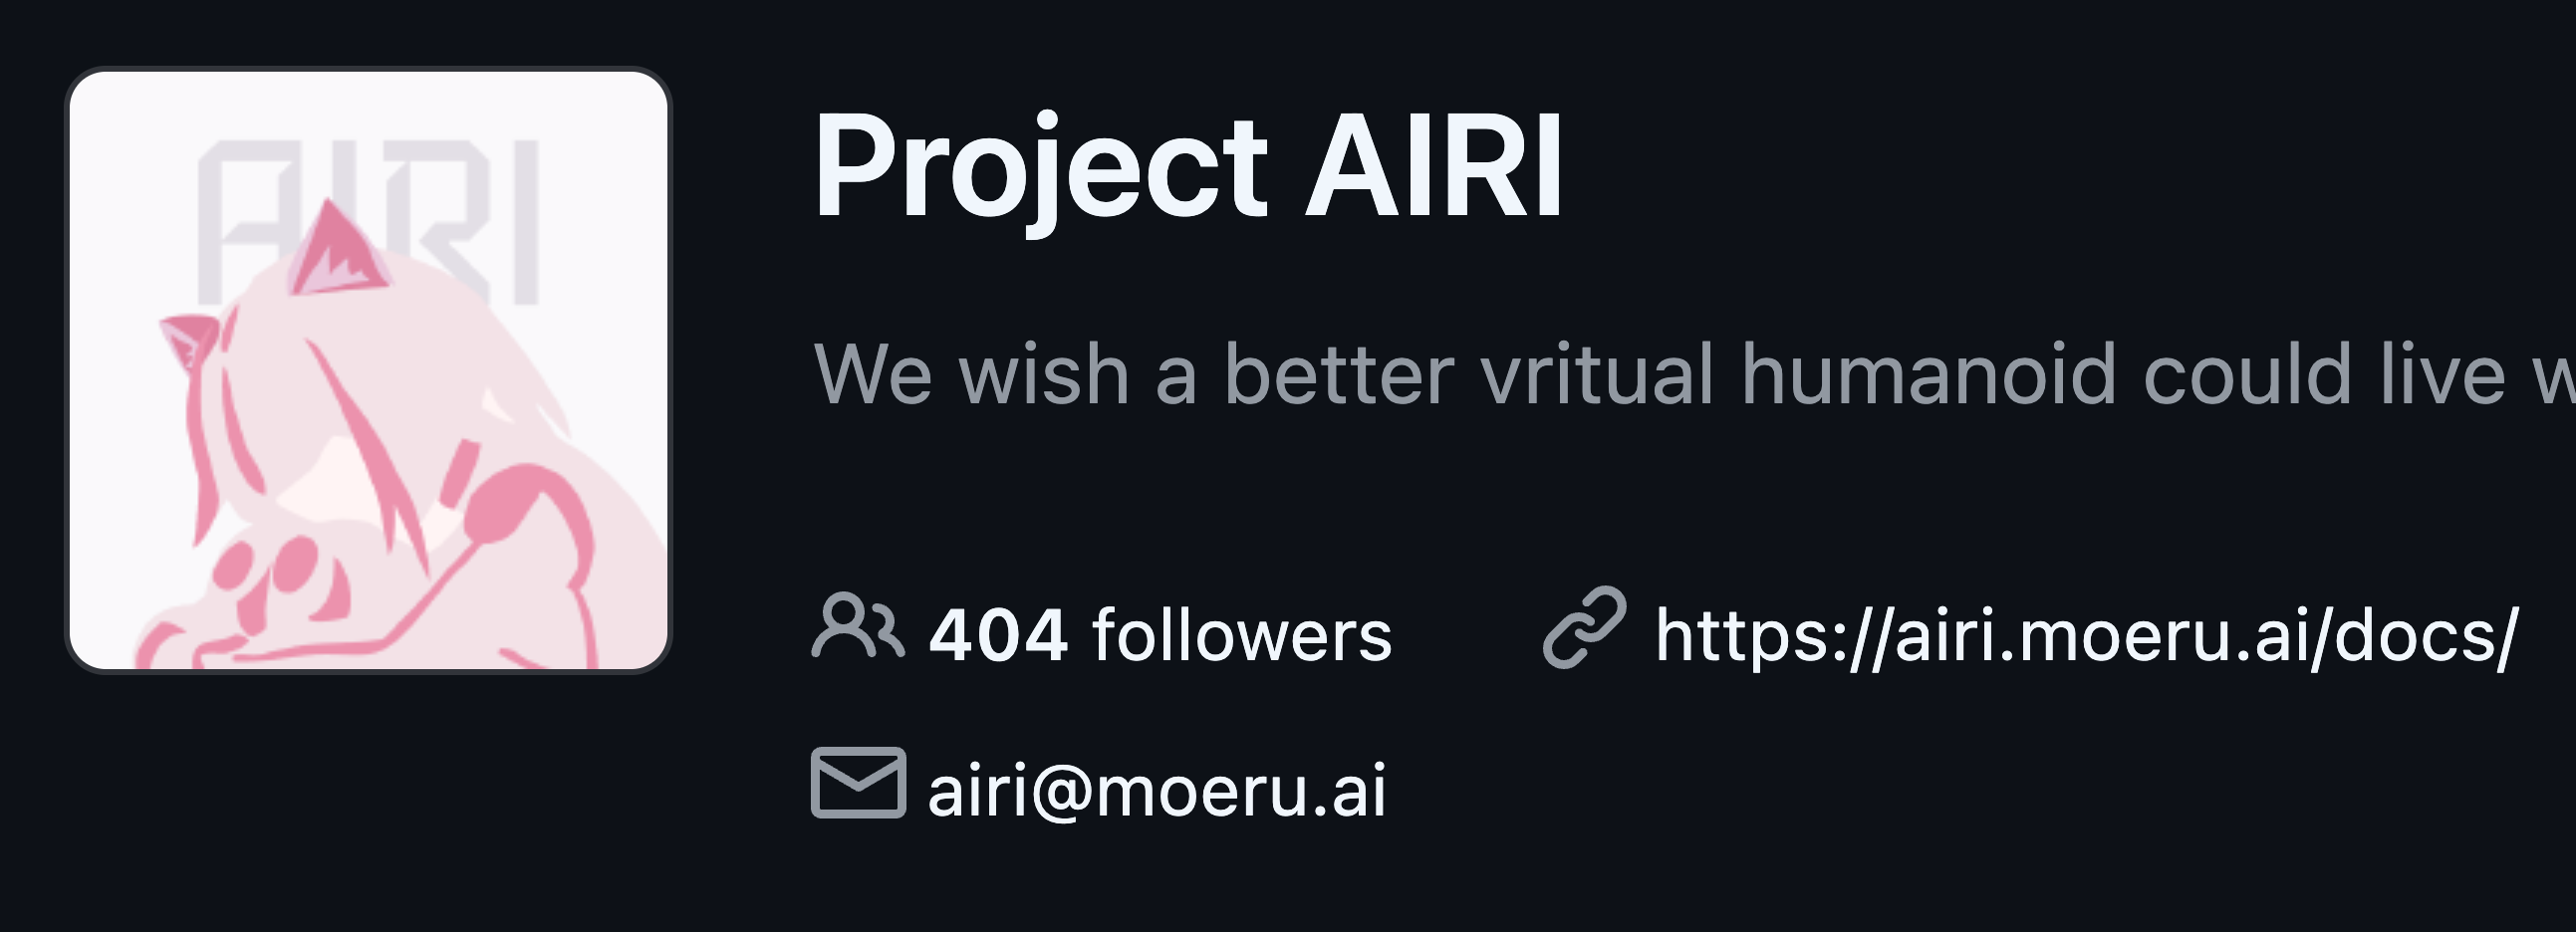 AIRI
Project AIRI
We wish a better vritual humanoid could live
404 followers
https://airi.moeru.ai/docs/
airi@moeru.ai